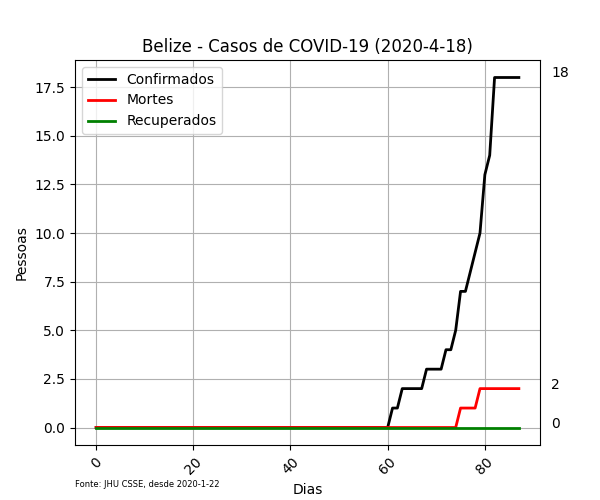 Belize - Casos de COVID-19 (2020-4-18)
Confirmados
Mortes
Recuperados
18
17.5
15.0
12.5
10.0
7.5
5.0
2.5
0.0
2
0
Pessoas
0
20
40
60
80
Dias
Fonte: JHU CSSE, desde 2020-1-22